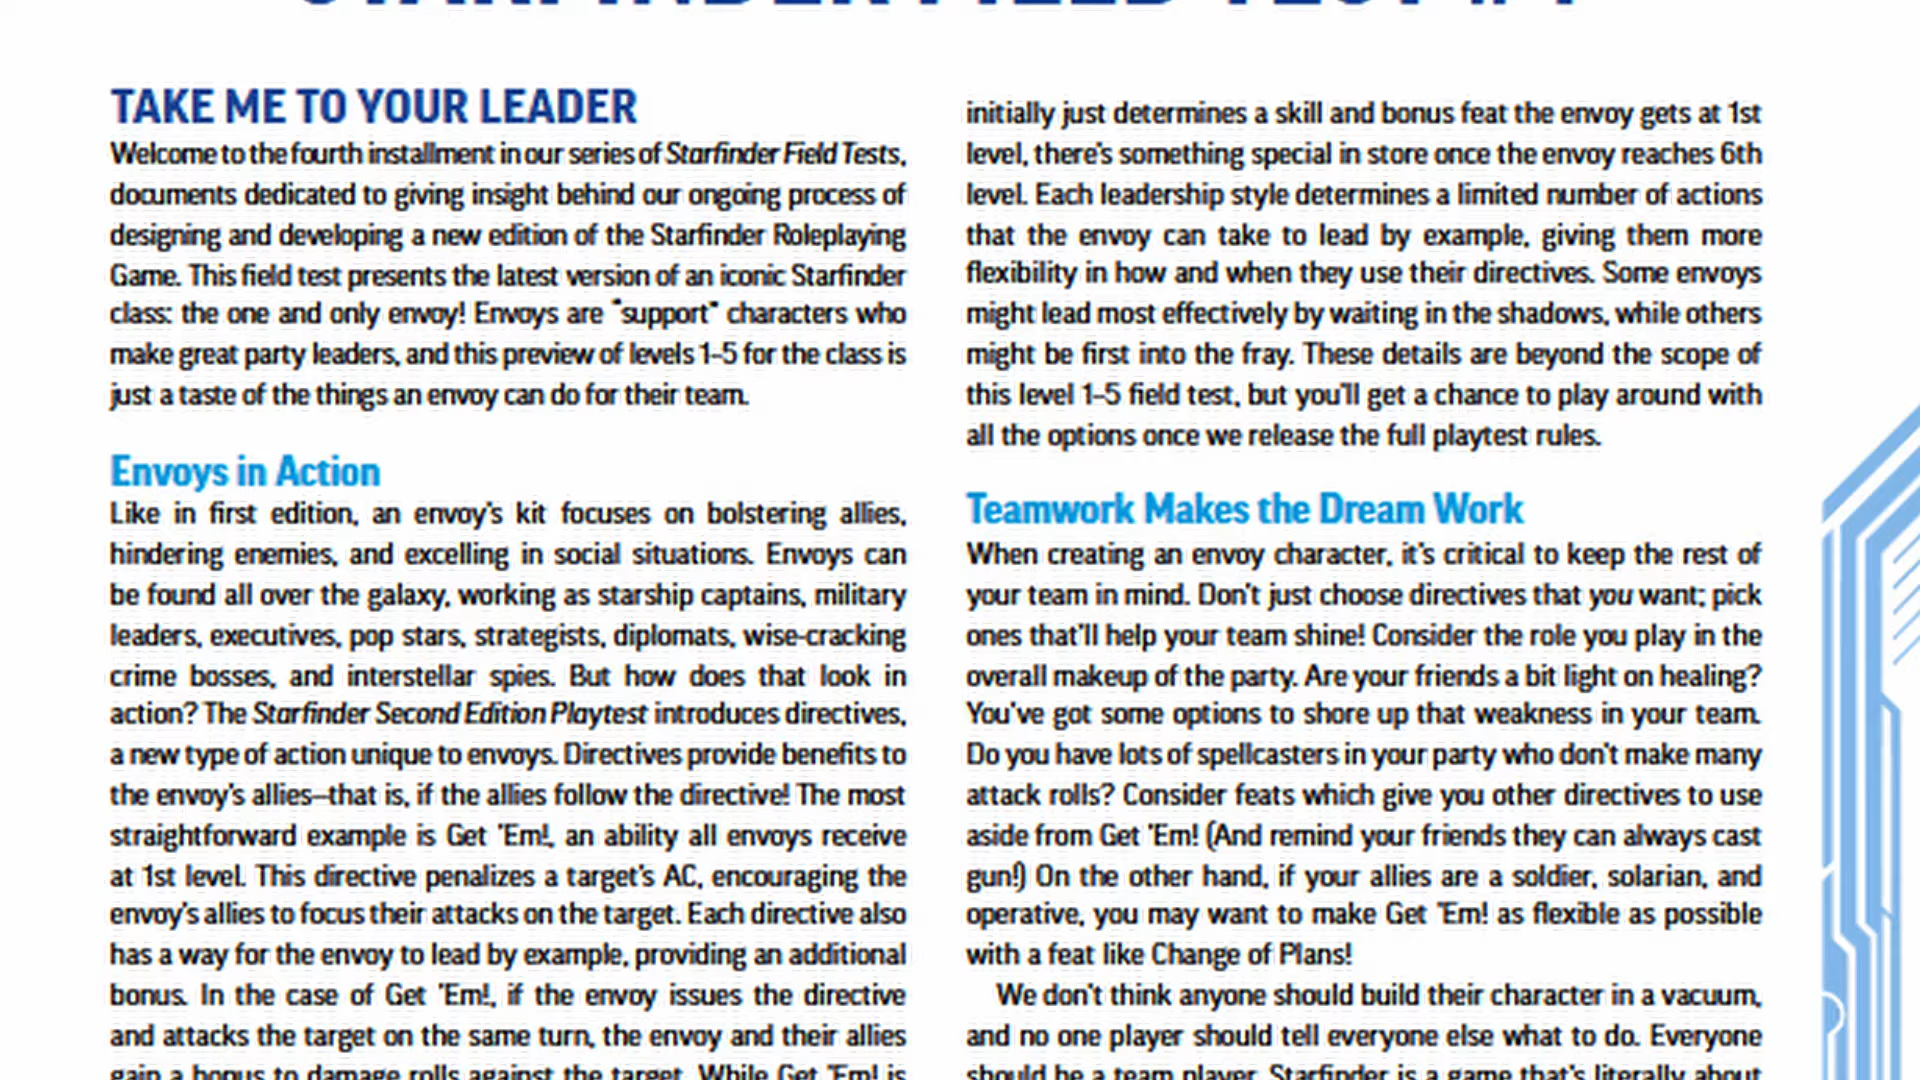 STARFINDER FIELD TEST #4
TAKE ME TO YOUR LEADER
Welcome to the fourth installment in our series of Starfinder Field Tests,
documents dedicated to giving insight behind our ongoing process of
designing and developing a new edition of the Starfinder Roleplaying
Game. This field test presents the latest version of an iconic Starfinder
class: the one and only envoy! Envoys are "support" characters who
make great party leaders, and this preview of levels 1–5 for the class is
just a taste of the things an envoy can do for their team.
Envoys in Action
Like in first edition, an envoy's kit focuses on bolstering allies,
hindering enemies, and excelling in social situations. Envoys can
be found all over the galaxy, working as starship captains, military
leaders, executives, pop stars, strategists, diplomats, wise-cracking
crime bosses, and interstellar spies. But how does that look in
action? The Starfinder Second Edition Playtest introduces directives,
a new type of action unique to envoys. Directives provide benefits to
the envoy's allies—that is, if the allies follow the directive! The most
straightforward example is Get 'Em!, an ability all envoys receive
at 1st level. This directive penalizes a target's AC, encouraging the
envoy's allies to focus their attacks on the target. Each directive also
has a way for the envoy to lead by example, providing an additional
bonus. In the case of Get 'Em!, if the envoy issues the directive
and attacks the target on the same turn, the envoy and their allies
gain a bonus to damage rolls against the target. While Get 'Em! is
initially just determines a skill and bonus feat the envoy gets at 1st
level, there's something special in store once the envoy reaches 6th
level. Each leadership style determines a limited number of actions
that the envoy can take to lead by example, giving them more
flexibility in how and when they use their directives. Some envoys
might lead most effectively by waiting in the shadows, while others
might be first into the fray. These details are beyond the scope of
this level 1–5 field test, but you'll get a chance to play around with
all the options once we release the full playtest rules.
Teamwork Makes the Dream Work
When creating an envoy character, it's critical to keep the rest of
your team in mind. Don't just choose directives that you want; pick
ones that'll help your team shine! Consider the role you play in the
overall makeup of the party. Are your friends a bit light on healing?
You've got some options to shore up that weakness in your team.
Do you have lots of spellcasters in your party who don't make many
attack rolls? Consider feats which give you other directives to use
aside from Get 'Em! (And remind your friends they can always cast
gun!) On the other hand, if your allies are a soldier, solarian, and
operative, you may want to make Get 'Em! as flexible as possible
with a feat like Change of Plans!
We don't think anyone should build their character in a vacuum,
and no one player should tell everyone else what to do. Everyone
should be a team player. Starfinder is a game that's literally about